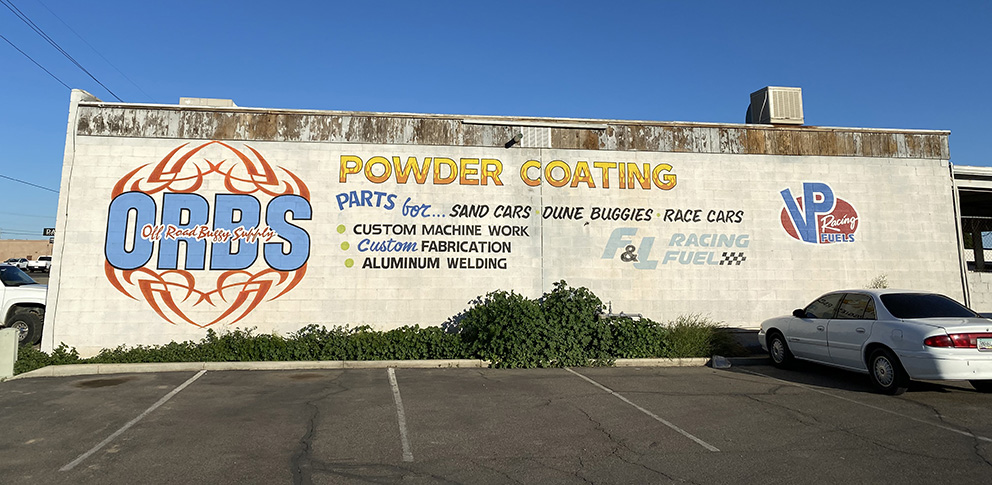 ORBS
Off Road Buggy Supply
POWDER COATING
PARTS for... SAND CARS · DUNE BUGGIES · RACE CARS
CUSTOM MACHINE WORK
Custom FABRICATION
ALUMINUM WELDING
F&L RACING FUEL
VP Racing FUELS
RA